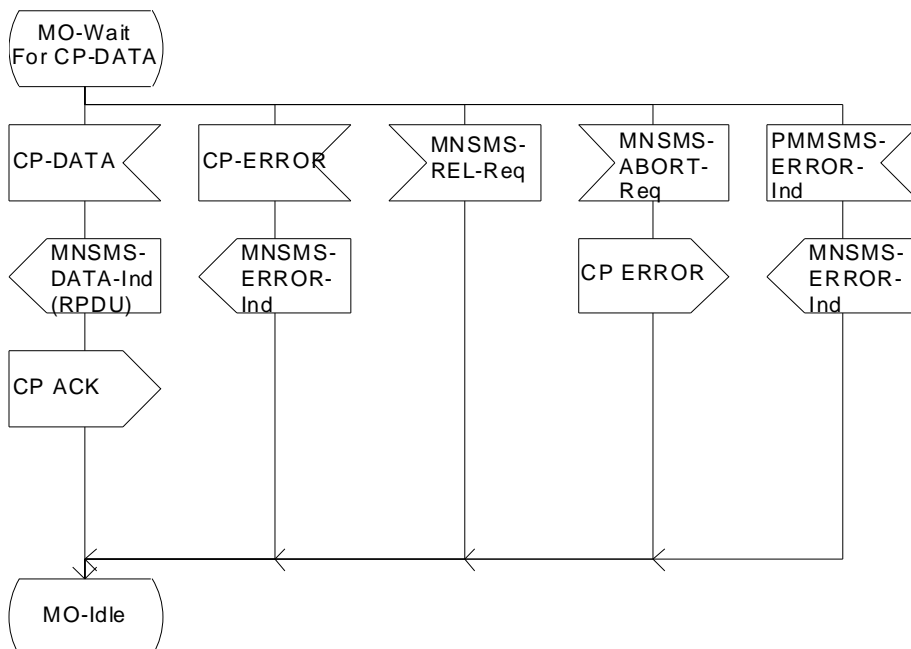 MO-Wait
For CP-DATA
CP-DATA
CP-ERROR
MNSMS-
REL-Req
MNSMS-
ABORT-
Req
PMMSMS-
ERROR-
Ind
MNSMS-
DATA-Ind
(RPDU)
MNSMS-
ERROR-
Ind
CP ERROR
MNSMS-
ERROR-
Ind
CP ACK
MO-Idle